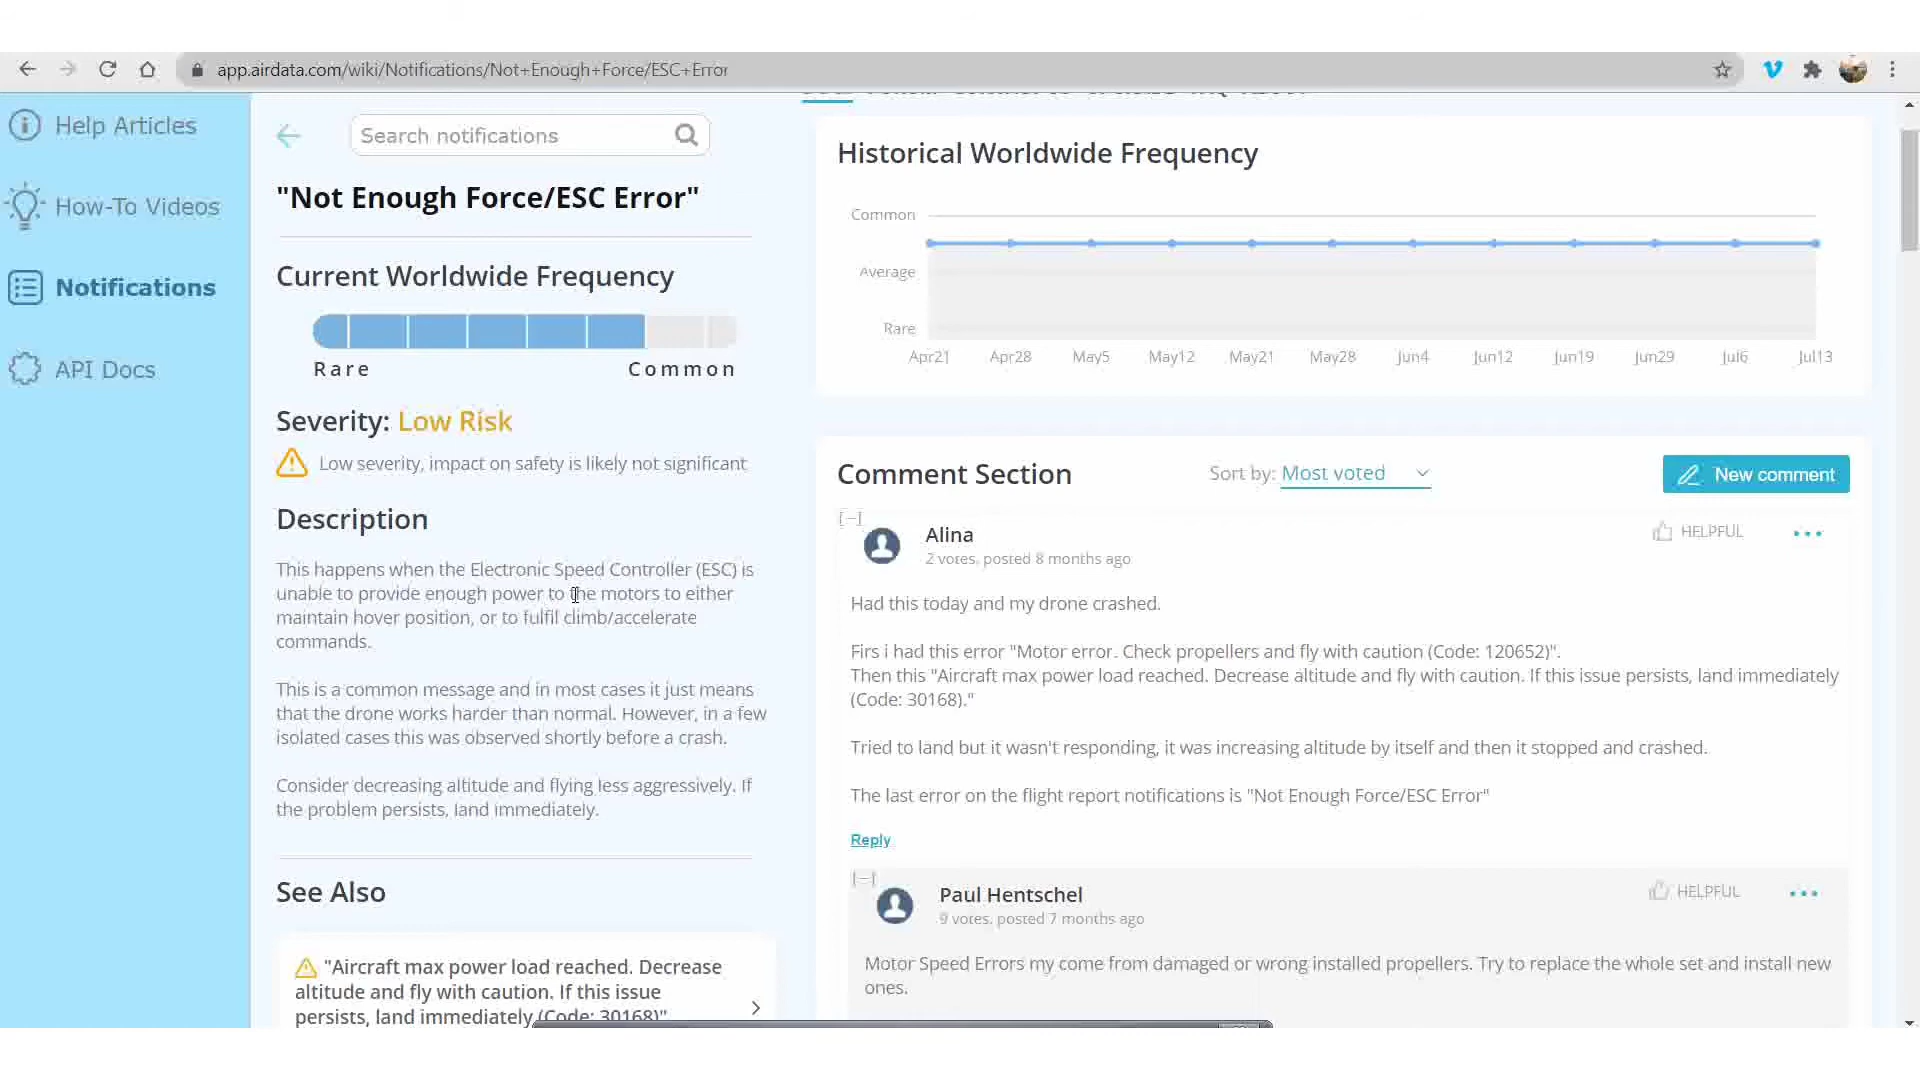 app.airdata.com/wiki/Notifications/Not+Enough+Force/ESC+Error
Help Articles
How-To Videos
Notifications
API Docs
Search notifications
"Not Enough Force/ESC Error"
Current Worldwide Frequency
Rare Common
Severity: Low Risk
Low severity, impact on safety is likely not significant
Description
This happens when the Electronic Speed Controller (ESC) is
unable to provide enough power to the motors to either
maintain hover position, or to fulfil climb/accelerate
commands.
This is a common message and in most cases it just means
that the drone works harder than normal. However, in a few
isolated cases this was observed shortly before a crash.
Consider decreasing altitude and flying less aggressively. If
the problem persists, land immediately.
See Also
"Aircraft max power load reached. Decrease
altitude and fly with caution. If this issue
persists, land immediately (Code: 30168)"
Historical Worldwide Frequency
Common
Average
Rare
Apr21 Apr28 May5 May12 May21 May28 Jun4 Jun12 Jun19 Jun29 Jul6 Jul13
Comment Section
Sort by: Most voted
New comment
[-]
Alina
2 votes, posted 8 months ago
HELPFUL
Had this today and my drone crashed.
Firs i had this error "Motor error. Check propellers and fly with caution (Code: 120652)".
Then this "Aircraft max power load reached. Decrease altitude and fly with caution. If this issue persists, land immediately
(Code: 30168)."
Tried to land but it wasn't responding, it was increasing altitude by itself and then it stopped and crashed.
The last error on the flight report notifications is "Not Enough Force/ESC Error"
Reply
[-]
Paul Hentschel
9 votes, posted 7 months ago
HELPFUL
Motor Speed Errors my come from damaged or wrong installed propellers. Try to replace the whole set and install new
ones.